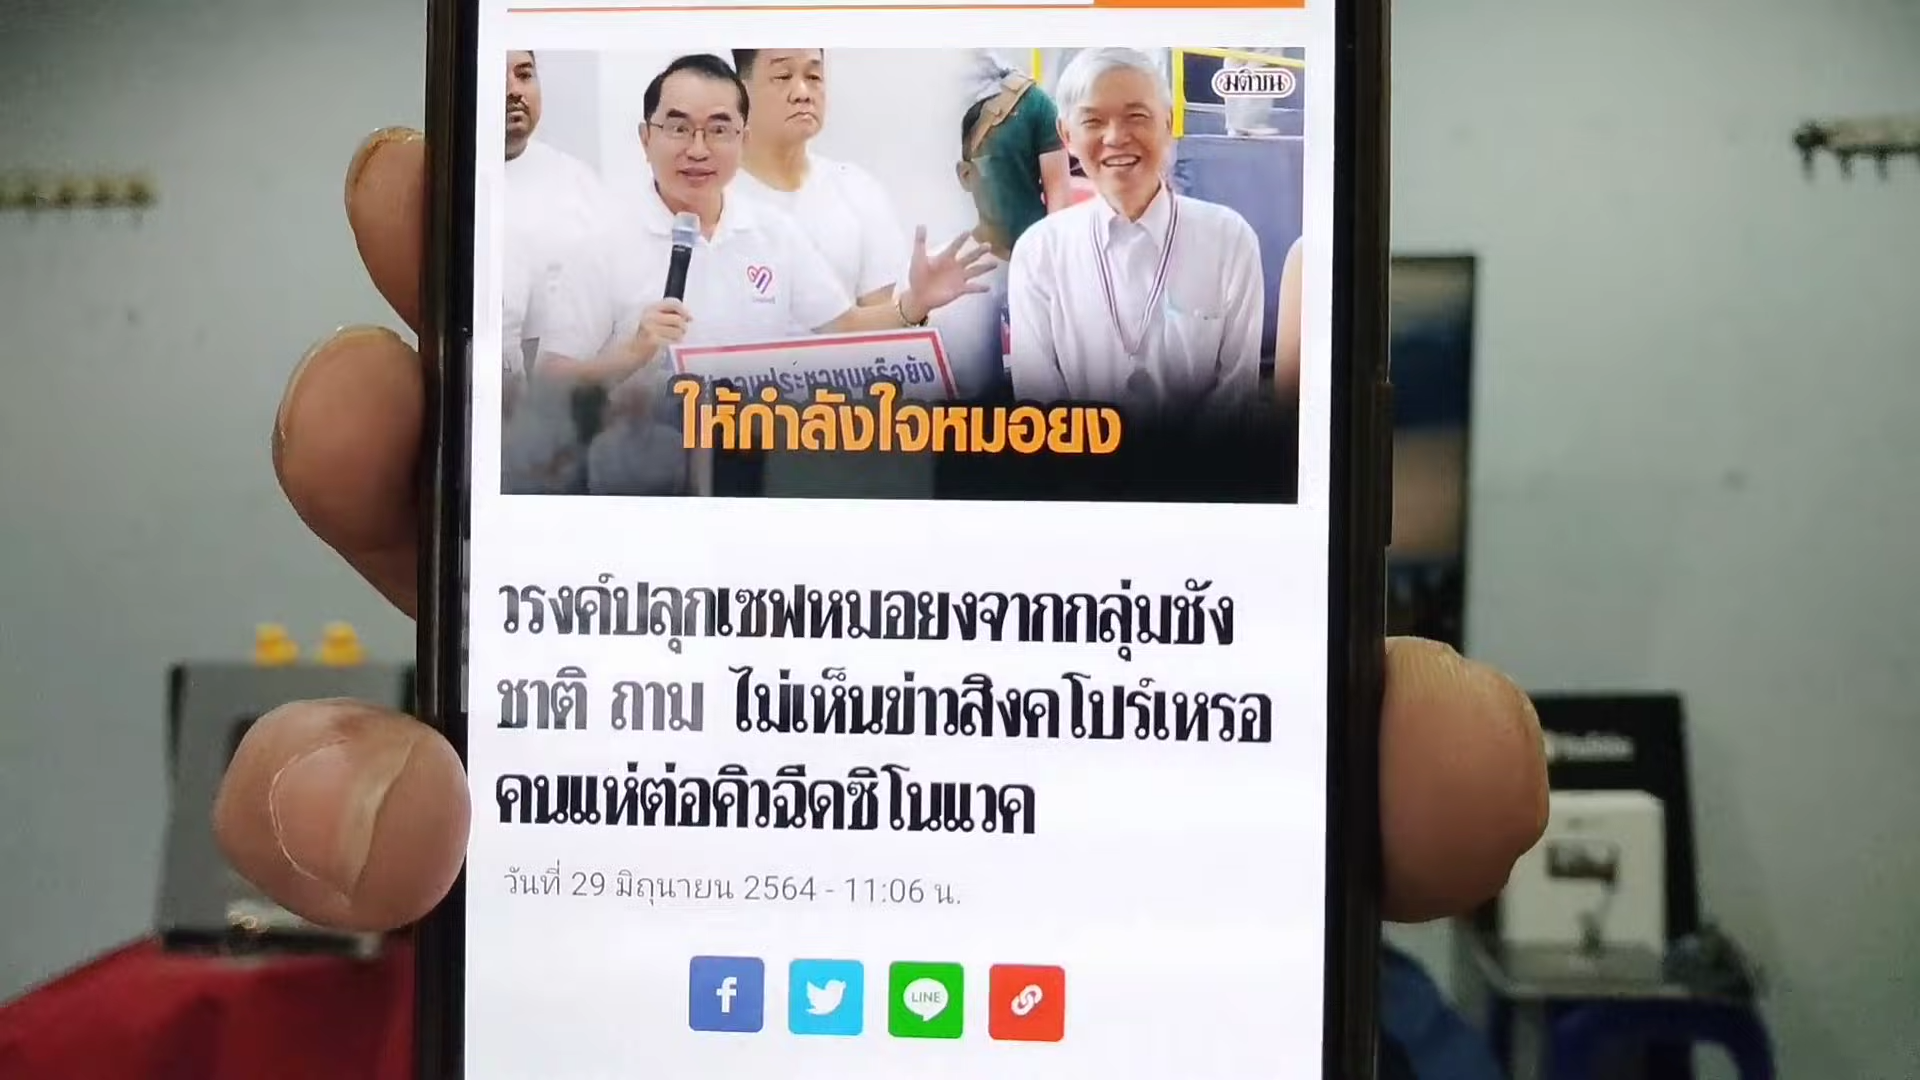 มติชน
ให้กำลังใจหมอยง
วรงค์ปลุกเซฟหมอยงจากกลุ่มชัง
ชาติ ถาม ไม่เห็นข่าวสิงคโปร์เหรอ
คนแห่ต่อคิวฉีดซิโนแวค
วันที่ 29 มิถุนายน 2564 - 11:06 น.
LINE